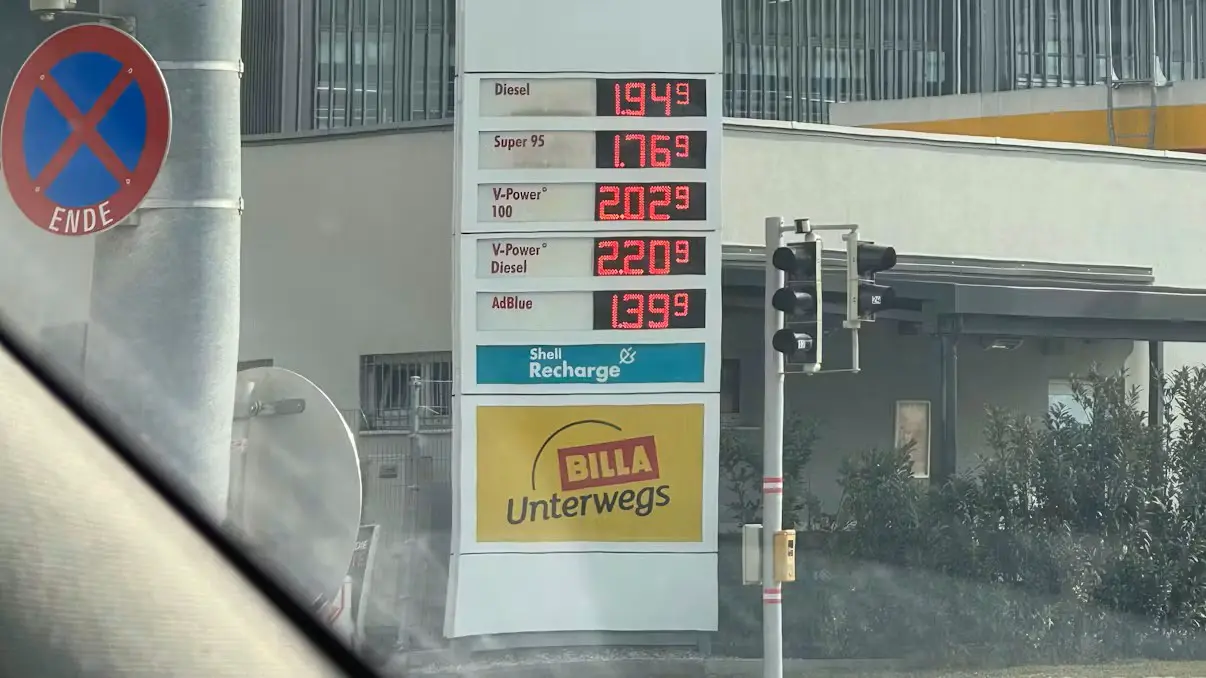 ENDE
Diesel 1.94⁹
Super 95 1.76⁹
V-Power°
100 2.02⁹
V-Power°
Diesel 2.20⁹
AdBlue 1.39⁹
Shell
Recharge
BILLA
Unterwegs
24